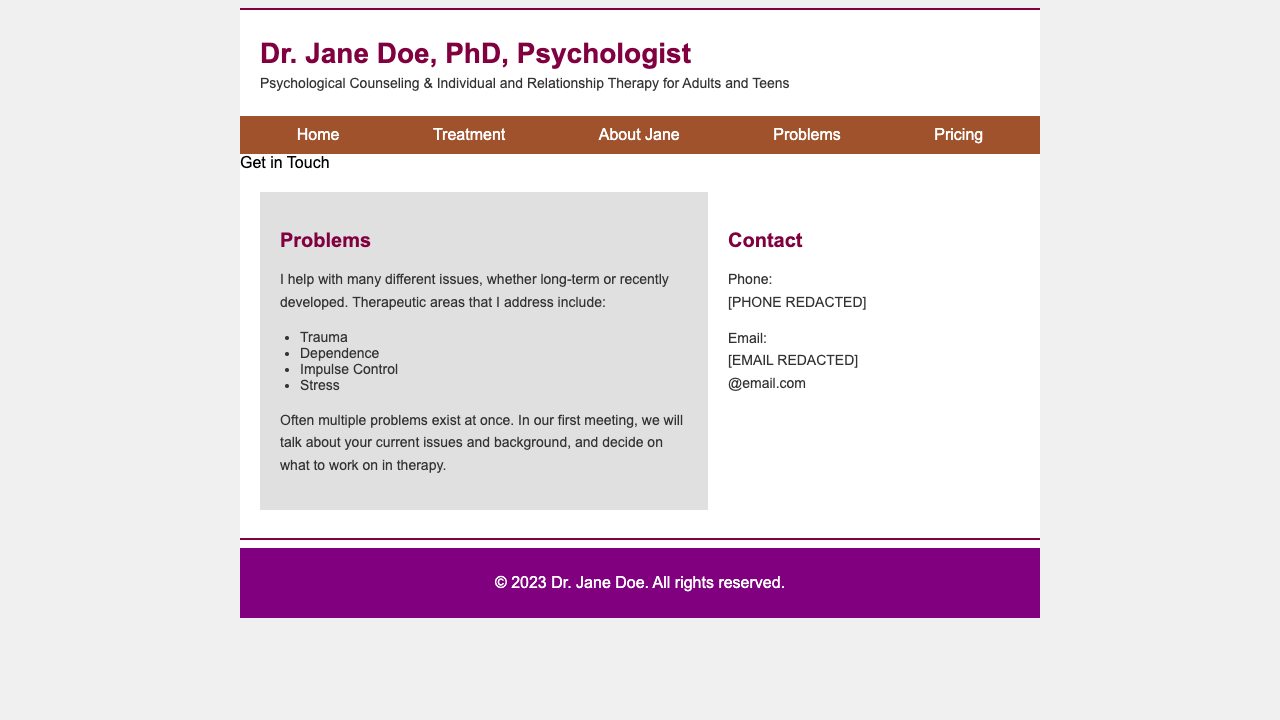 Dr. Jane Doe, PhD, Psychologist
Psychological Counseling & Individual and Relationship Therapy for Adults and Teens
Home Treatment About Jane Problems Pricing
Get in Touch
Problems
I help with many different issues, whether long-term or recently
developed. Therapeutic areas that I address include:
• Trauma
• Dependence
• Impulse Control
• Stress
Often multiple problems exist at once. In our first meeting, we will
talk about your current issues and background, and decide on
what to work on in therapy.
Contact
Phone:
[PHONE REDACTED]
Email:
[EMAIL REDACTED]
@email.com
© 2023 Dr. Jane Doe. All rights reserved.